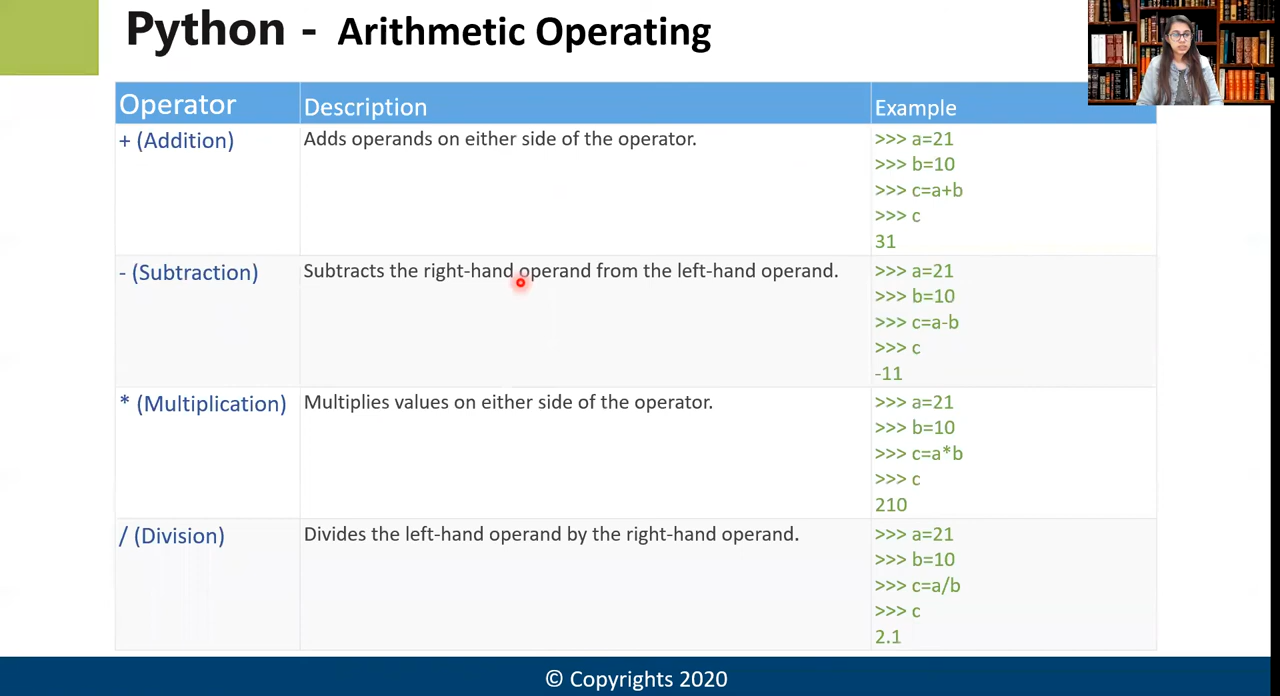 Python - Arithmetic Operating
Operator Description Example
+ (Addition) Adds operands on either side of the operator. >>> a=21
>>> b=10
>>> c=a+b
>>> c
31
- (Subtraction) Subtracts the right-hand operand from the left-hand operand. >>> a=21
>>> b=10
>>> c=a-b
>>> c
-11
* (Multiplication) Multiplies values on either side of the operator. >>> a=21
>>> b=10
>>> c=a*b
>>> c
210
/ (Division) Divides the left-hand operand by the right-hand operand. >>> a=21
>>> b=10
>>> c=a/b
>>> c
2.1
© Copyrights 2020